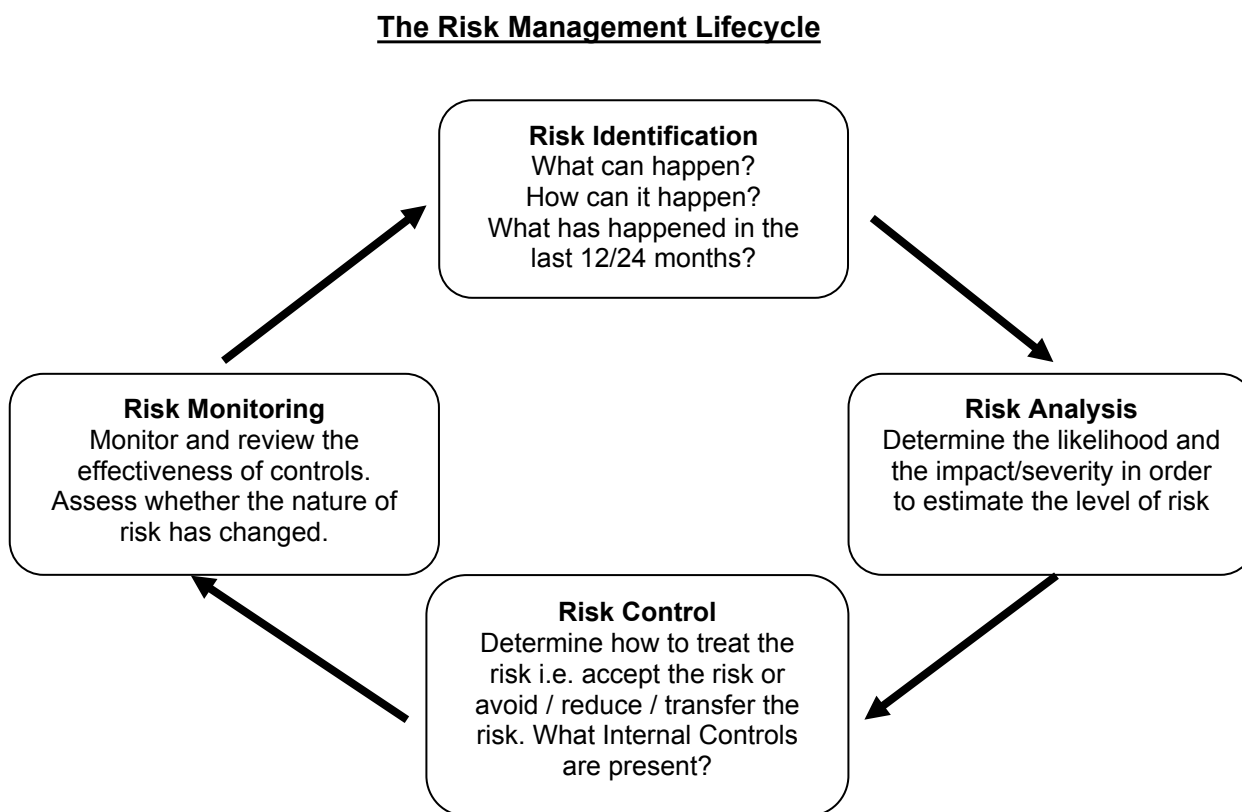 The Risk Management Lifecycle
Risk Identification
What can happen?
How can it happen?
What has happened in the
last 12/24 months?
Risk Monitoring
Monitor and review the
effectiveness of controls.
Assess whether the nature of
risk has changed.
Risk Analysis
Determine the likelihood and
the impact/severity in order
to estimate the level of risk
Risk Control
Determine how to treat the
risk i.e. accept the risk or
avoid / reduce / transfer the
risk. What Internal Controls
are present?